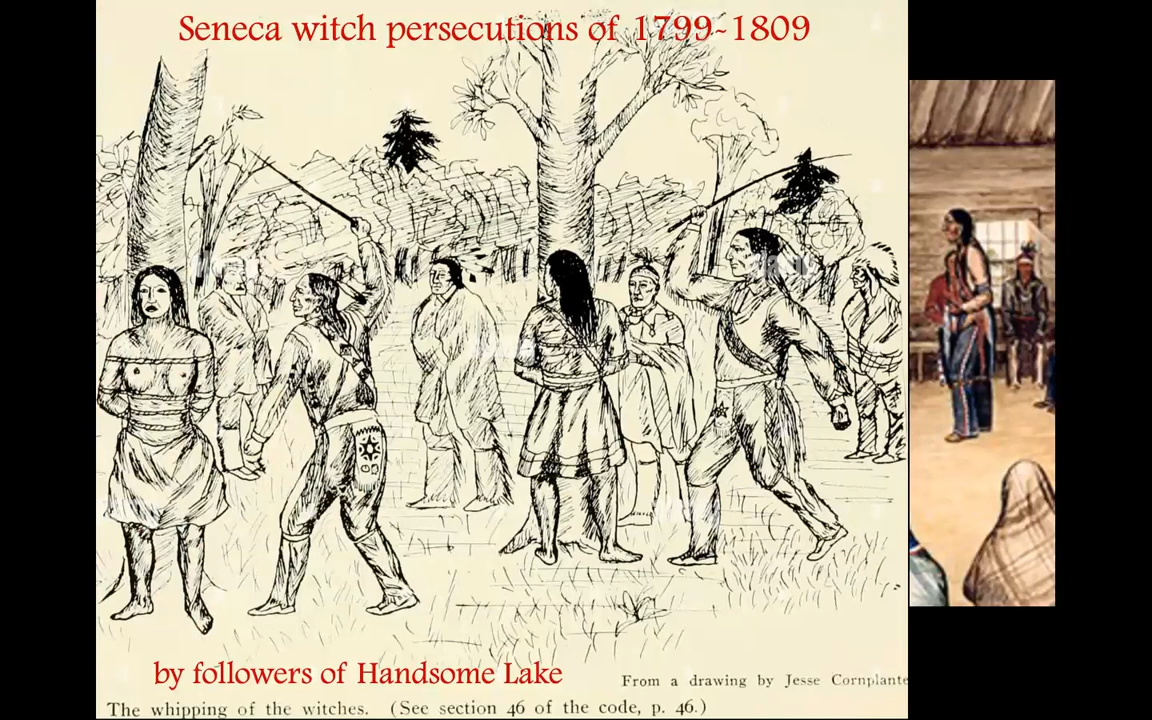 Seneca witch persecutions of 1799-1809
by followers of Handsome Lake
From a drawing by Jesse Cornplante
The whipping of the witches. (See section 46 of the code, p. 46.)